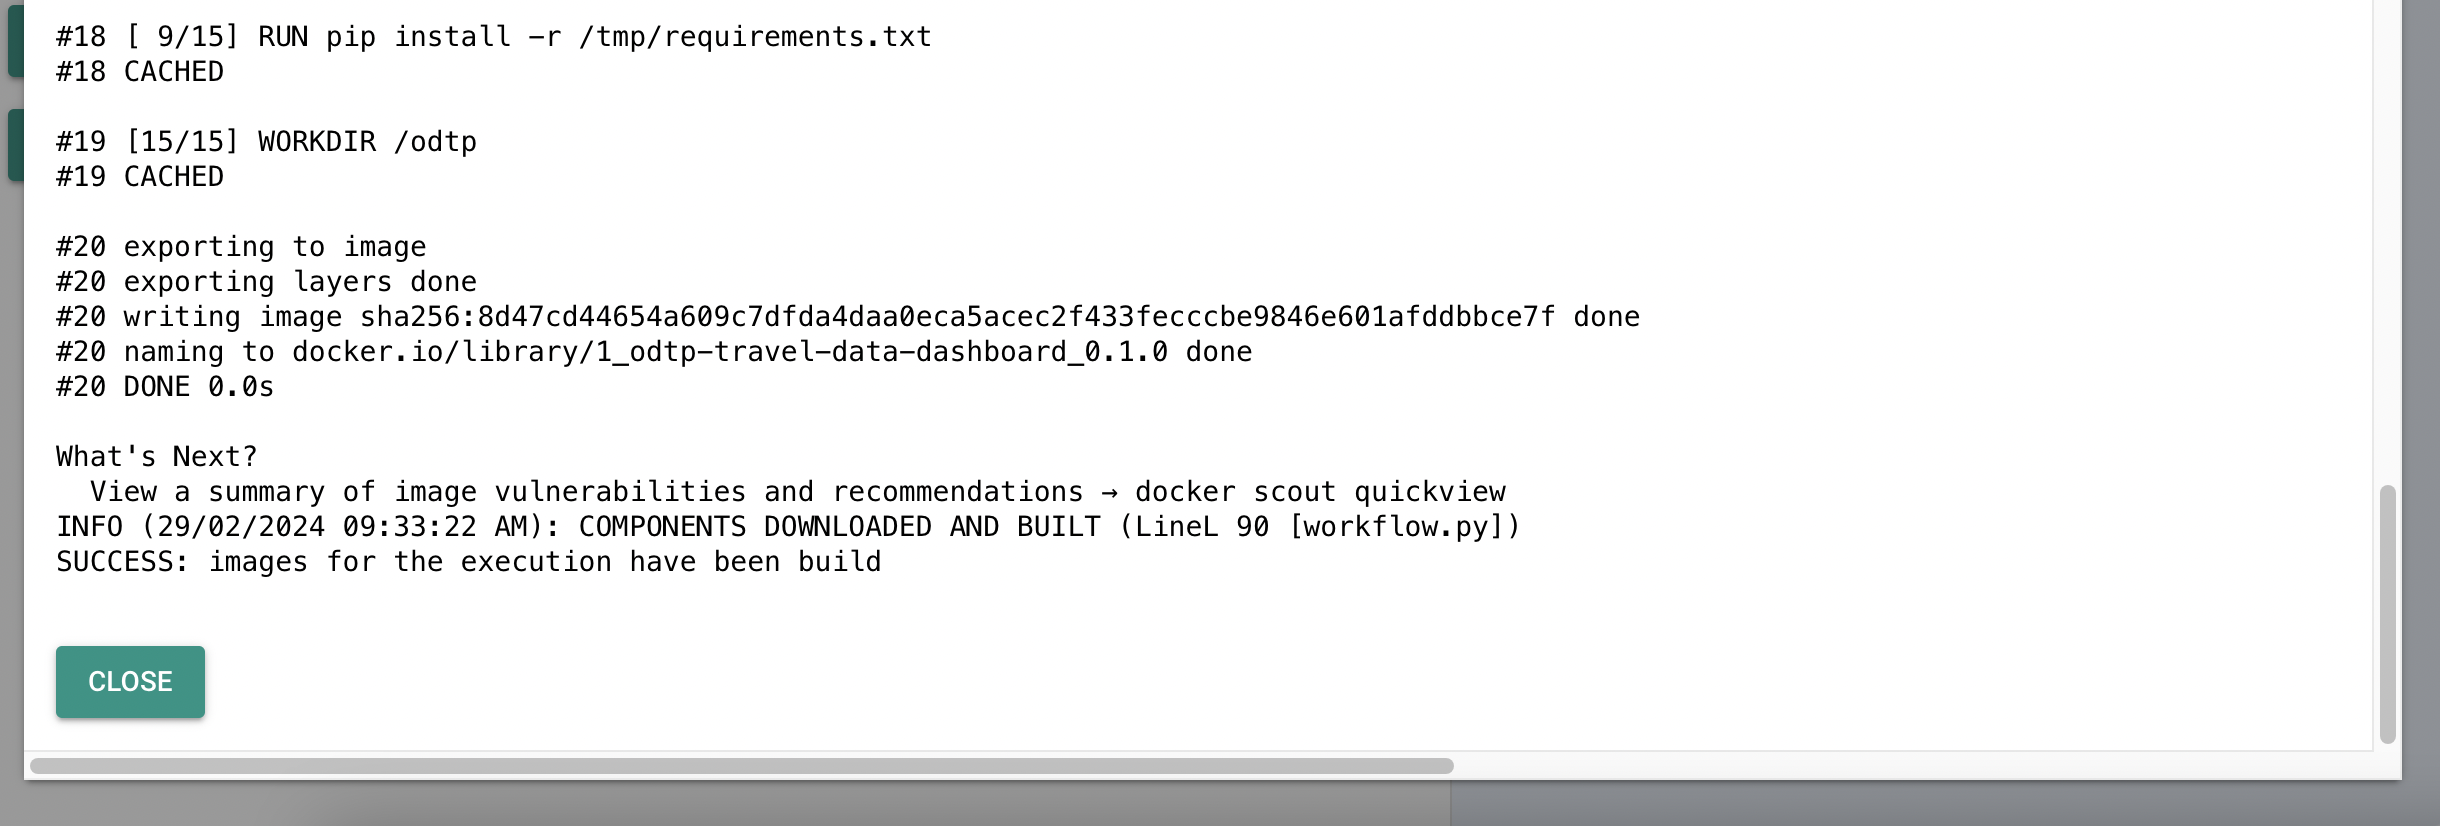 #18 [ 9/15] RUN pip install -r /tmp/requirements.txt
#18 CACHED
#19 [15/15] WORKDIR /odtp
#19 CACHED
#20 exporting to image
#20 exporting layers done
#20 writing image sha256:8d47cd44654a609c7dfda4daa0eca5acec2f433fecccbe9846e601afddbbce7f done
#20 naming to docker.io/library/1_odtp-travel-data-dashboard_0.1.0 done
#20 DONE 0.0s
What's Next?
  View a summary of image vulnerabilities and recommendations → docker scout quickview
INFO (29/02/2024 09:33:22 AM): COMPONENTS DOWNLOADED AND BUILT (LineL 90 [workflow.py])
SUCCESS: images for the execution have been build
CLOSE